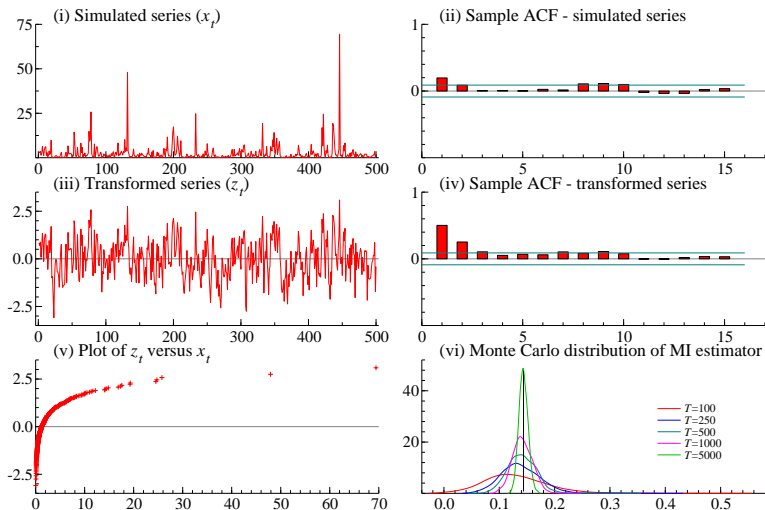 (i) Simulated series (x_t)
75
50
25
0 100 200 300 400 500
(ii) Sample ACF - simulated series
1
0
0 5 10 15
(iii) Transformed series (z_t)
2.5
0.0
-2.5
0 100 200 300 400 500
(iv) Sample ACF - transformed series
1
0
0 5 10 15
(v) Plot of z_t versus x_t
2.5
0.0
-2.5
0 10 20 30 40 50 60 70
(vi) Monte Carlo distribution of MI estimator
40
20
T=100
T=250
T=500
T=1000
T=5000
0.0 0.1 0.2 0.3 0.4 0.5